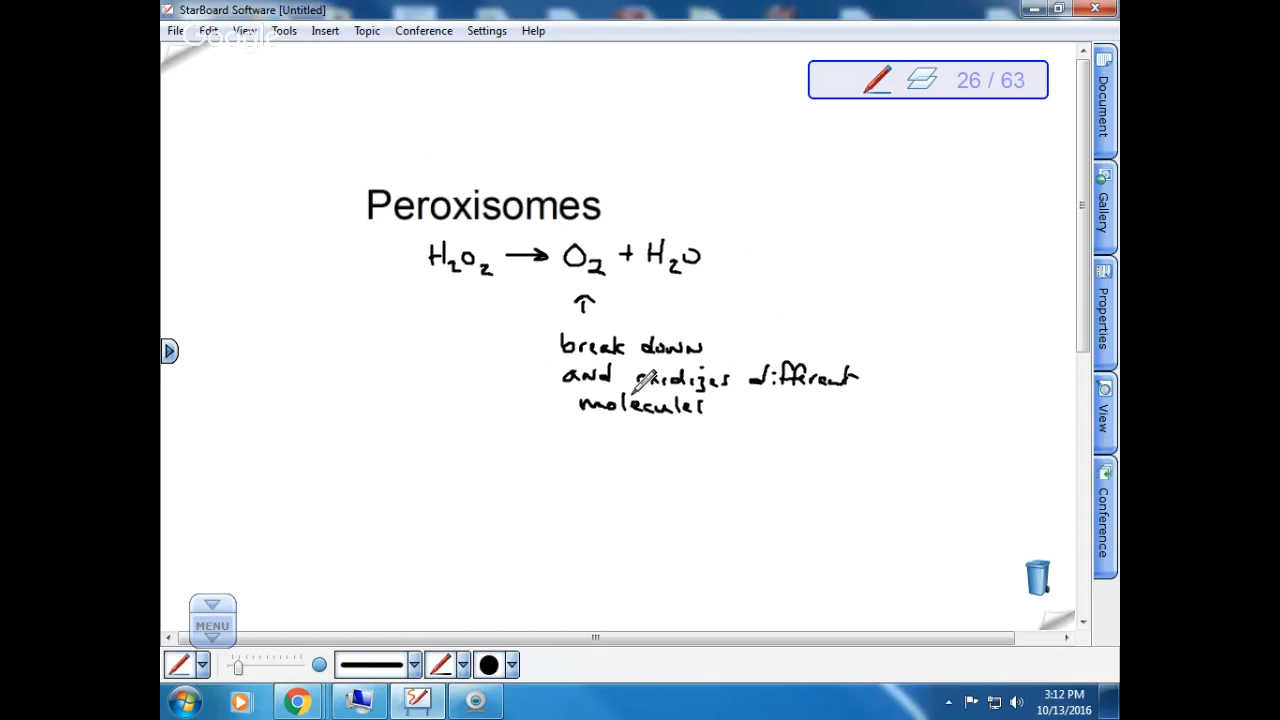 StarBoard Software [Untitled]
File Edit View Tools Insert Topic Conference Settings Help
Google
26 / 63
Document
Gallery
Properties
View
Conference
Peroxisomes
H₂O₂ → O₂ + H₂O
↑
break down
and oxidizes different
molecules
MENU
3:12 PM
10/13/2016